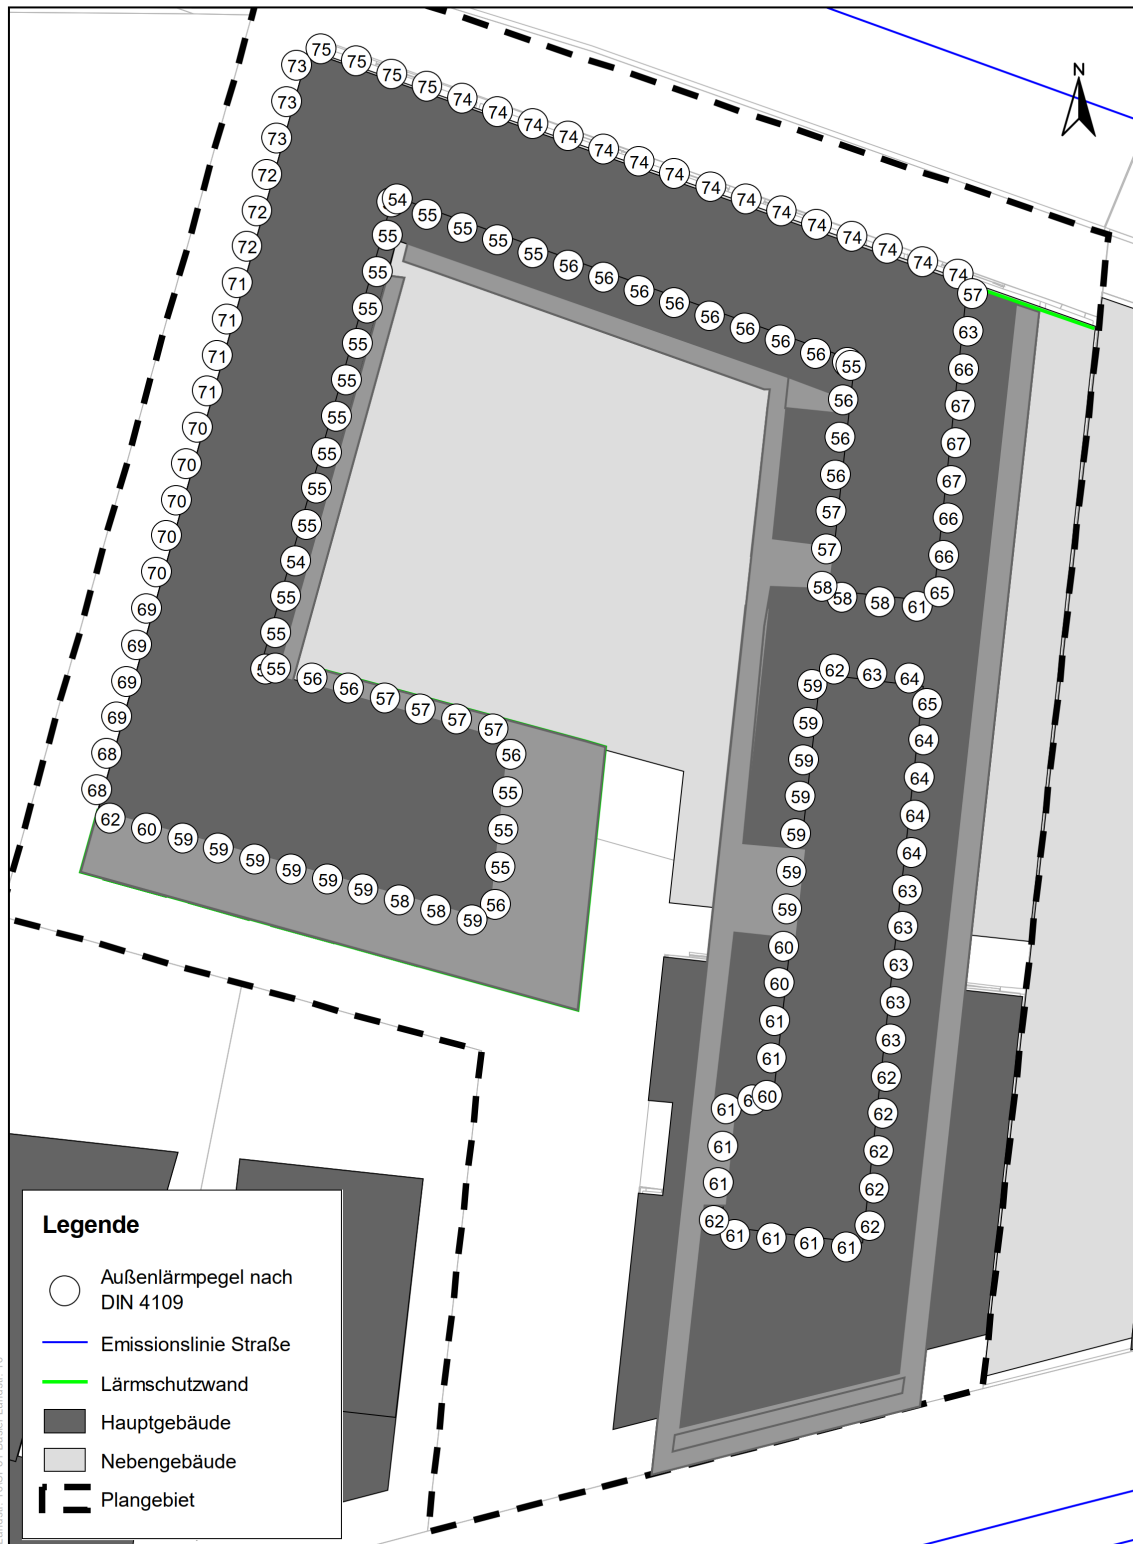 N
75 75 75 75 74 74 74 74 74 74 74 74 74 74 74 74 74 74 74
73 73 73 72 72 72 71 71 71 71 70 70 70 70 70 69 69 69 69 68 68
54 55 55 55 55 56 56 56 56 56 56 56 56 55
55 55 55 55 55 55 55 55 55 54 55 55 55
57 63 66 67 67 67 66 66 65 61 58 58 58
56 56 56 57 57
56 56 57 57 57 57 56 55 55 55 56
62 60 59 59 59 59 59 59 58 58 59
59 62 63 64 65
59 59 59 59 59 59 60 60 61 61 60
64 64 64 64 63 63 63 63 63 62 62 62 62 62
61 61 61 62 61 61 61 61
Legende
Außenlärmpegel nach
DIN 4109
Emissionslinie Straße
Lärmschutzwand
Hauptgebäude
Nebengebäude
Plangebiet